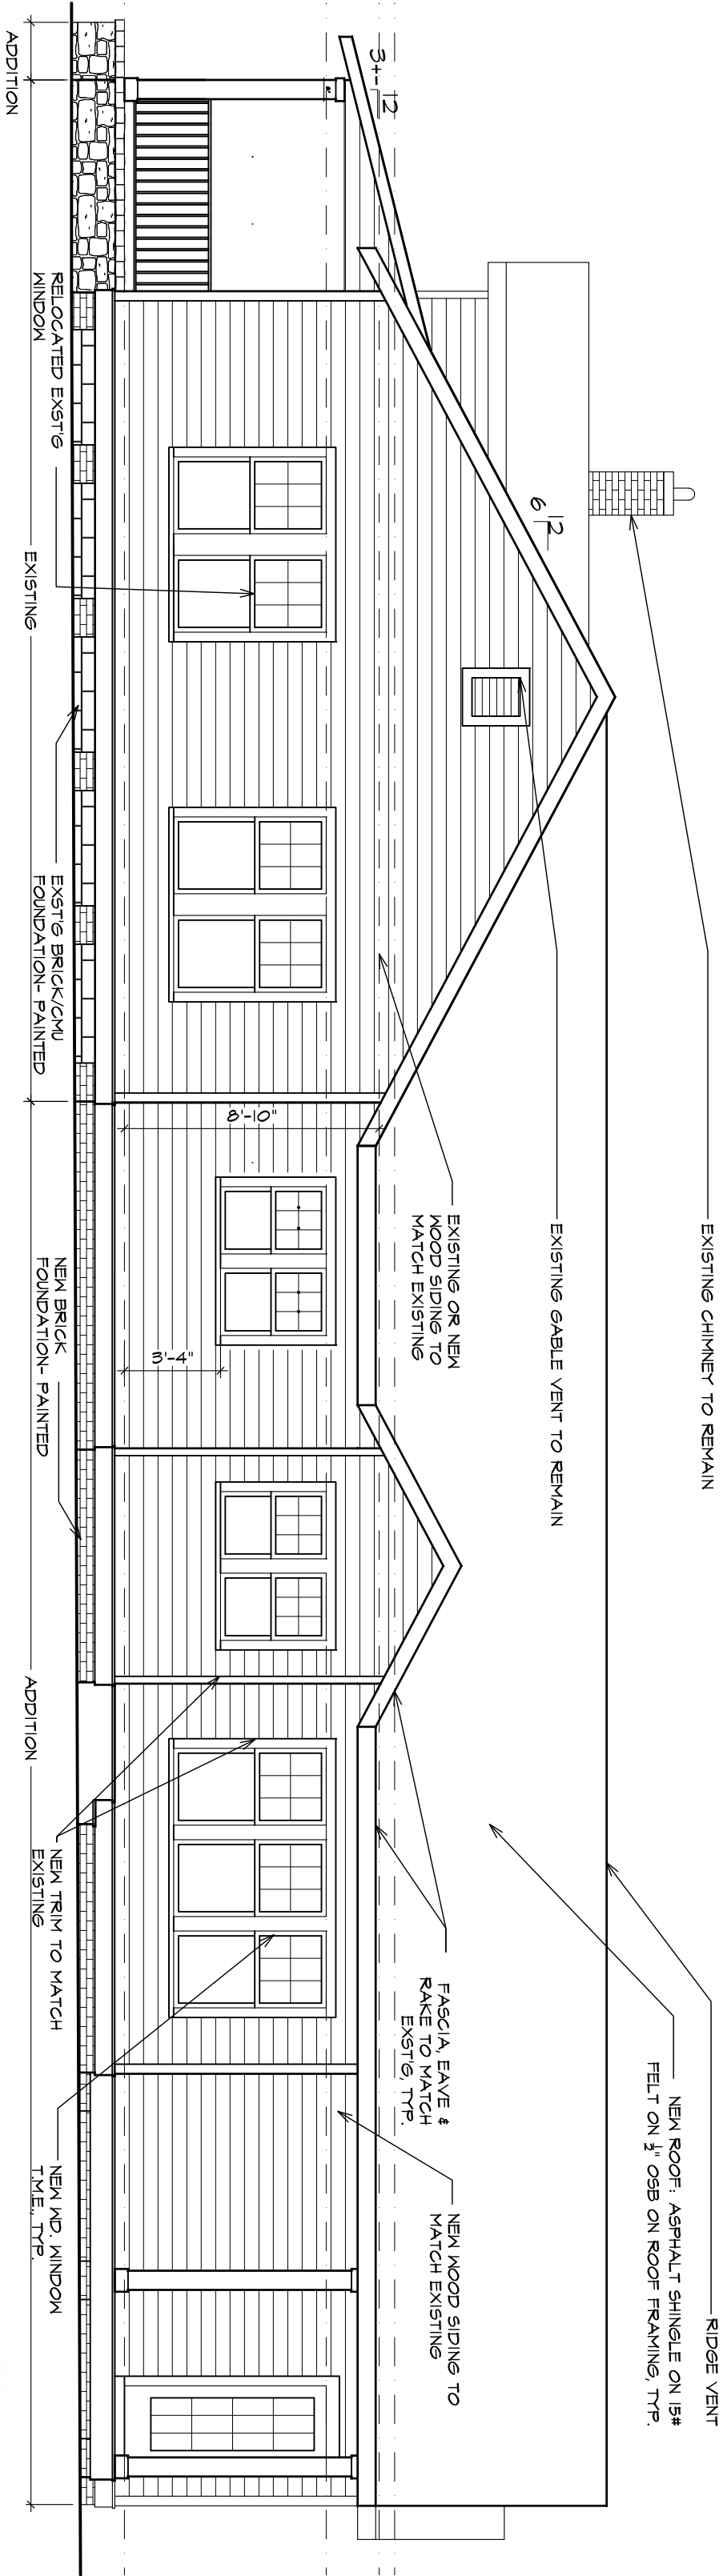 RIDGE VENT
NEW ROOF: ASPHALT SHINGLE ON 15#
FELT ON ½" OSB ON ROOF FRAMING, TYP.
EXISTING CHIMNEY TO REMAIN
EXISTING GABLE VENT TO REMAIN
EXISTING OR NEW
WOOD SIDING TO
MATCH EXISTING
FASCIA, EAVE &
RAKE TO MATCH
EXST'G, TYP.
NEW WOOD SIDING TO
MATCH EXISTING
12
3+-
12
6
8'-10"
3'-4"
RELOCATED EXST'G
WINDOW
EXST'G BRICK/CMU
FOUNDATION- PAINTED
NEW BRICK
FOUNDATION- PAINTED
NEW TRIM TO MATCH
EXISTING
NEW WD. WINDOW
T.M.E., TYP.
ADDITION
EXISTING
ADDITION